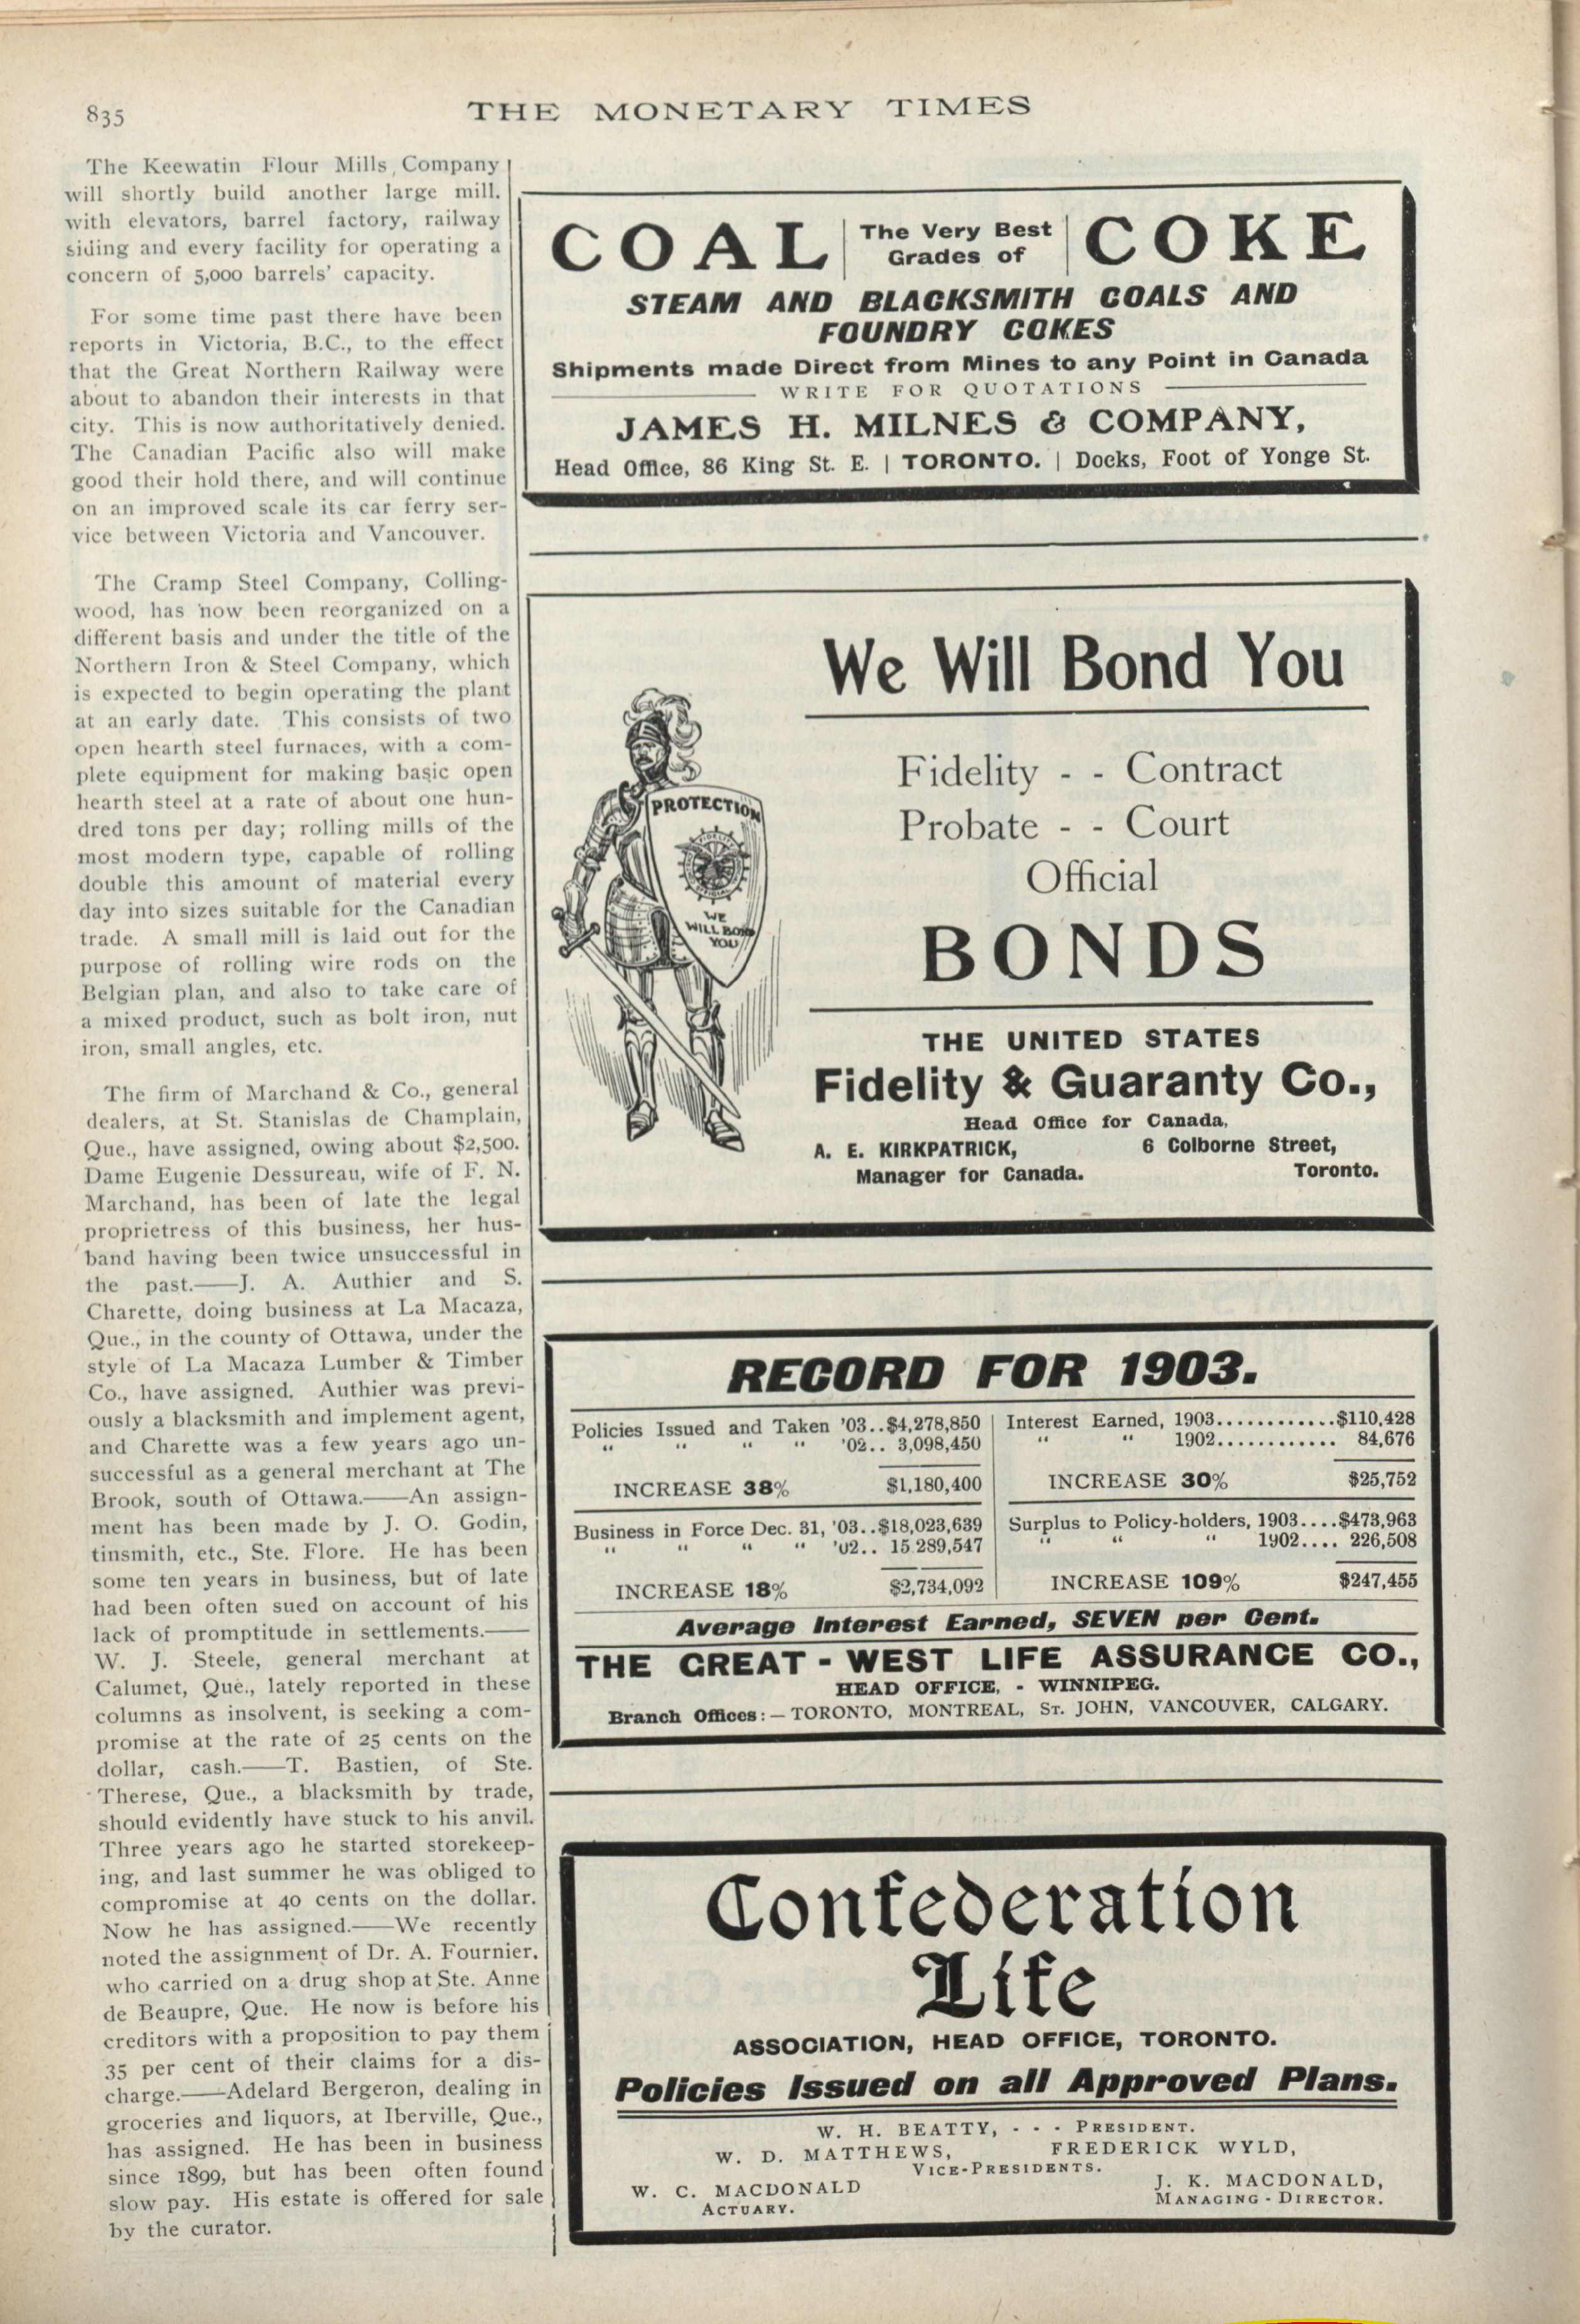 835
THE MONETARY TIMES
The Keewatin Flour Mills Company
will shortly build another large mill.
with elevators, barrel factory, railway
siding and every facility for operating a
concern of 5,000 barrels' capacity.
For some time past there have been
reports in Victoria, B.C., to the effect
that the Great Northern Railway were
about to abandon their interests in that
city. This is now authoritatively denied.
The Canadian Pacific also will make
good their hold there, and will continue
on an improved scale its car ferry ser-
vice between Victoria and Vancouver.
The Cramp Steel Company, Colling-
wood, has now been reorganized on a
different basis and under the title of the
Northern Iron & Steel Company, which
is expected to begin operating the plant
at an early date. This consists of two
open hearth steel furnaces, with a com-
plete equipment for making basic open
hearth steel at a rate of about one hun-
dred tons per day; rolling mills of the
most modern type, capable of rolling
double this amount of material every
day into sizes suitable for the Canadian
trade. A small mill is laid out for the
purpose of rolling wire rods on the
Belgian plan, and also to take care of
a mixed product, such as bolt iron, nut
iron, small angles, etc.
The firm of Marchand & Co., general
dealers, at St. Stanislas de Champlain,
Que., have assigned, owing about $2,500.
Dame Eugenie Dessureau, wife of F. N.
Marchand, has been of late the legal
proprietress of this business, her hus-
band having been twice unsuccessful in
the past.——J. A. Authier and S.
Charette, doing business at La Macaza,
Que., in the county of Ottawa, under the
style of La Macaza Lumber & Timber
Co., have assigned. Authier was previ-
ously a blacksmith and implement agent,
and Charette was a few years ago un-
successful as a general merchant at The
Brook, south of Ottawa.——An assign-
ment has been made by J. O. Godin,
tinsmith, etc., Ste. Flore. He has been
some ten years in business, but of late
had been often sued on account of his
lack of promptitude in settlements.——
W. J. Steele, general merchant at
Calumet, Que., lately reported in these
columns as insolvent, is seeking a com-
promise at the rate of 25 cents on the
dollar, cash.——T. Bastien, of Ste.
Therese, Que., a blacksmith by trade,
should evidently have stuck to his anvil.
Three years ago he started storekeep-
ing, and last summer he was obliged to
compromise at 40 cents on the dollar.
Now he has assigned.——We recently
noted the assignment of Dr. A. Fournier.
who carried on a drug shop at Ste. Anne
de Beaupre, Que. He now is before his
creditors with a proposition to pay them
35 per cent of their claims for a dis-
charge.——Adelard Bergeron, dealing in
groceries and liquors, at Iberville, Que.,
has assigned. He has been in business
since 1899, but has been often found
slow pay. His estate is offered for sale
by the curator.
COAL The Very Best Grades of COKE
STEAM AND BLACKSMITH COALS AND
FOUNDRY COKES
Shipments made Direct from Mines to any Point in Canada
WRITE FOR QUOTATIONS
JAMES H. MILNES & COMPANY,
Head Office, 86 King St. E. | TORONTO. | Docks, Foot of Yonge St.
We Will Bond You
PROTECTION
WE
WILL BOND
YOU
Fidelity - - Contract
Probate - - Court
Official
BONDS
THE UNITED STATES
Fidelity & Guaranty Co.,
Head Office for Canada,
A. E. KIRKPATRICK, 6 Colborne Street,
Manager for Canada. Toronto.
RECORD FOR 1903.
Policies Issued and Taken '03..$4,278,850
" " " " '02.. 3,098,450
INCREASE 38% $1,180,400
Interest Earned, 1903............$110,428
" " 1902............ 84,676
INCREASE 30% $25,752
Business in Force Dec. 31, '03..$18,023,639
" " " " '02.. 15.289,547
INCREASE 18% $2,734,092
Surplus to Policy-holders, 1903....$473,963
" " " 1902.... 226,508
INCREASE 109% $247,455
Average Interest Earned, SEVEN per Cent.
THE GREAT-WEST LIFE ASSURANCE CO.,
HEAD OFFICE, - WINNIPEG.
Branch Offices:—TORONTO, MONTREAL, ST. JOHN, VANCOUVER, CALGARY.
Confederation
Life
ASSOCIATION, HEAD OFFICE, TORONTO.
Policies Issued on all Approved Plans.
W. H. BEATTY, - - - PRESIDENT.
W. D. MATTHEWS, FREDERICK WYLD,
VICE-PRESIDENTS.
W. C. MACDONALD J. K. MACDONALD,
ACTUARY. MANAGING-DIRECTOR.